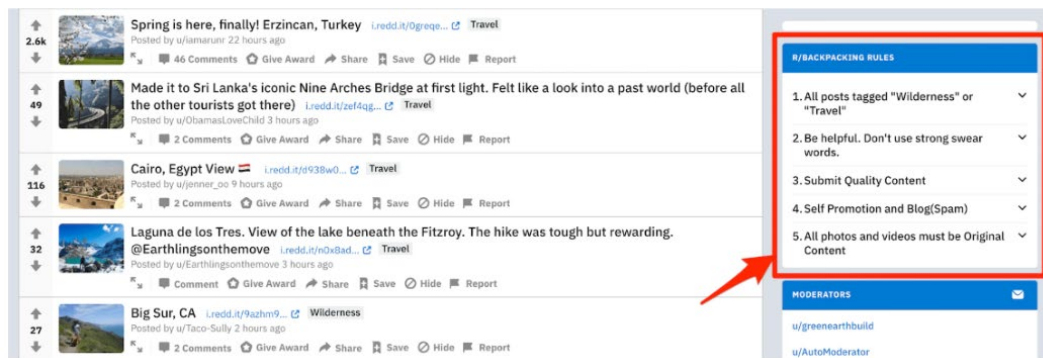 Spring is here, finally! Erzincan, Turkey i.redd.it/0greqe... Travel
2.6k
Posted by u/iamarunr 22 hours ago
46 Comments Give Award Share Save Hide Report
Made it to Sri Lanka's iconic Nine Arches Bridge at first light. Felt like a look into a past world (before all
49
the other tourists got there) i.redd.it/zef4qg... Travel
Posted by u/ObamasLoveChild 3 hours ago
2 Comments Give Award Share Save Hide Report
Cairo, Egypt View i.redd.it/d938w0... Travel
116
Posted by u/jenner_oo 9 hours ago
2 Comments Give Award Share Save Hide Report
Laguna de los Tres. View of the lake beneath the Fitzroy. The hike was tough but rewarding.
32
@Earthlingsonthemove i.redd.it/n0x8ad... Travel
Posted by u/Earthlingsonthemove 3 hours ago
Comment Give Award Share Save Hide Report
Big Sur, CA i.redd.it/9azhm9... Wilderness
27
Posted by u/Taco-Sully 2 hours ago
2 Comments Give Award Share Save Hide Report
R/BACKPACKING RULES
1. All posts tagged "Wilderness" or
"Travel"
2. Be helpful. Don't use strong swear
words.
3. Submit Quality Content
4. Self Promotion and Blog(Spam)
5. All photos and videos must be Original
Content
MODERATORS
u/greenearthbuild
u/AutoModerator